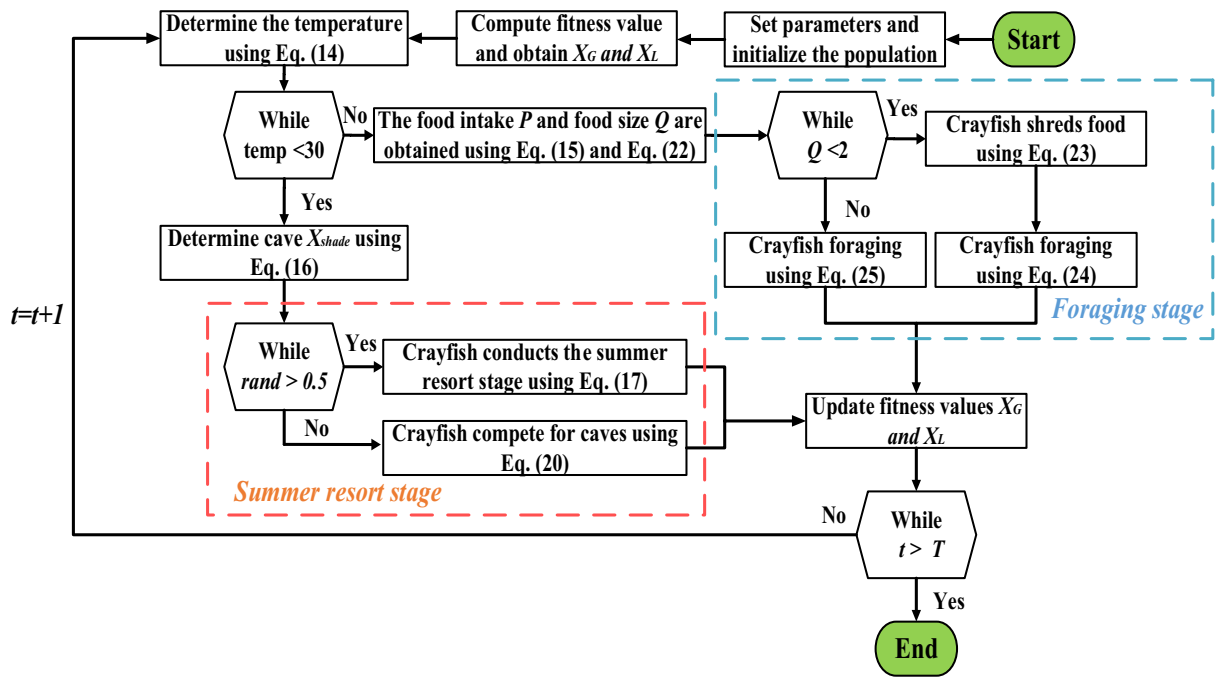 Determine the temperature
using Eq. (14)
Compute fitness value
and obtain XG and XL
Set parameters and
initialize the population
Start
While
temp <30
No
The food intake P and food size Q are
obtained using Eq. (15) and Eq. (22)
While
Q <2
Yes
Crayfish shreds food
using Eq. (23)
Yes
No
Determine cave Xshade using
Eq. (16)
Crayfish foraging
using Eq. (25)
Crayfish foraging
using Eq. (24)
Foraging stage
t=t+1
While
rand > 0.5
Yes
Crayfish conducts the summer
resort stage using Eq. (17)
No
Crayfish compete for caves using
Eq. (20)
Summer resort stage
Update fitness values XG
and XL
No
While
t > T
Yes
End